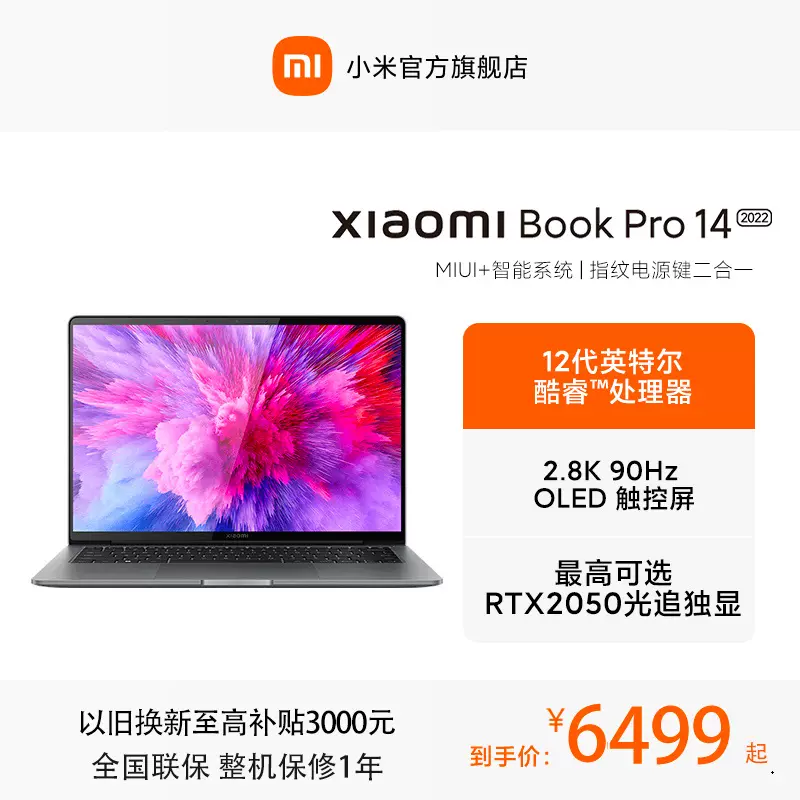 mi 小米官方旗舰店
xiaomi Book Pro 14 2022
MIUI+智能系统 | 指纹电源键二合一
12代英特尔
酷睿™处理器
2.8K 90Hz
OLED 触控屏
最高可选
RTX2050光追独显
xiaomi
以旧换新至高补贴3000元
全国联保 整机保修1年
到手价: ¥6499 起